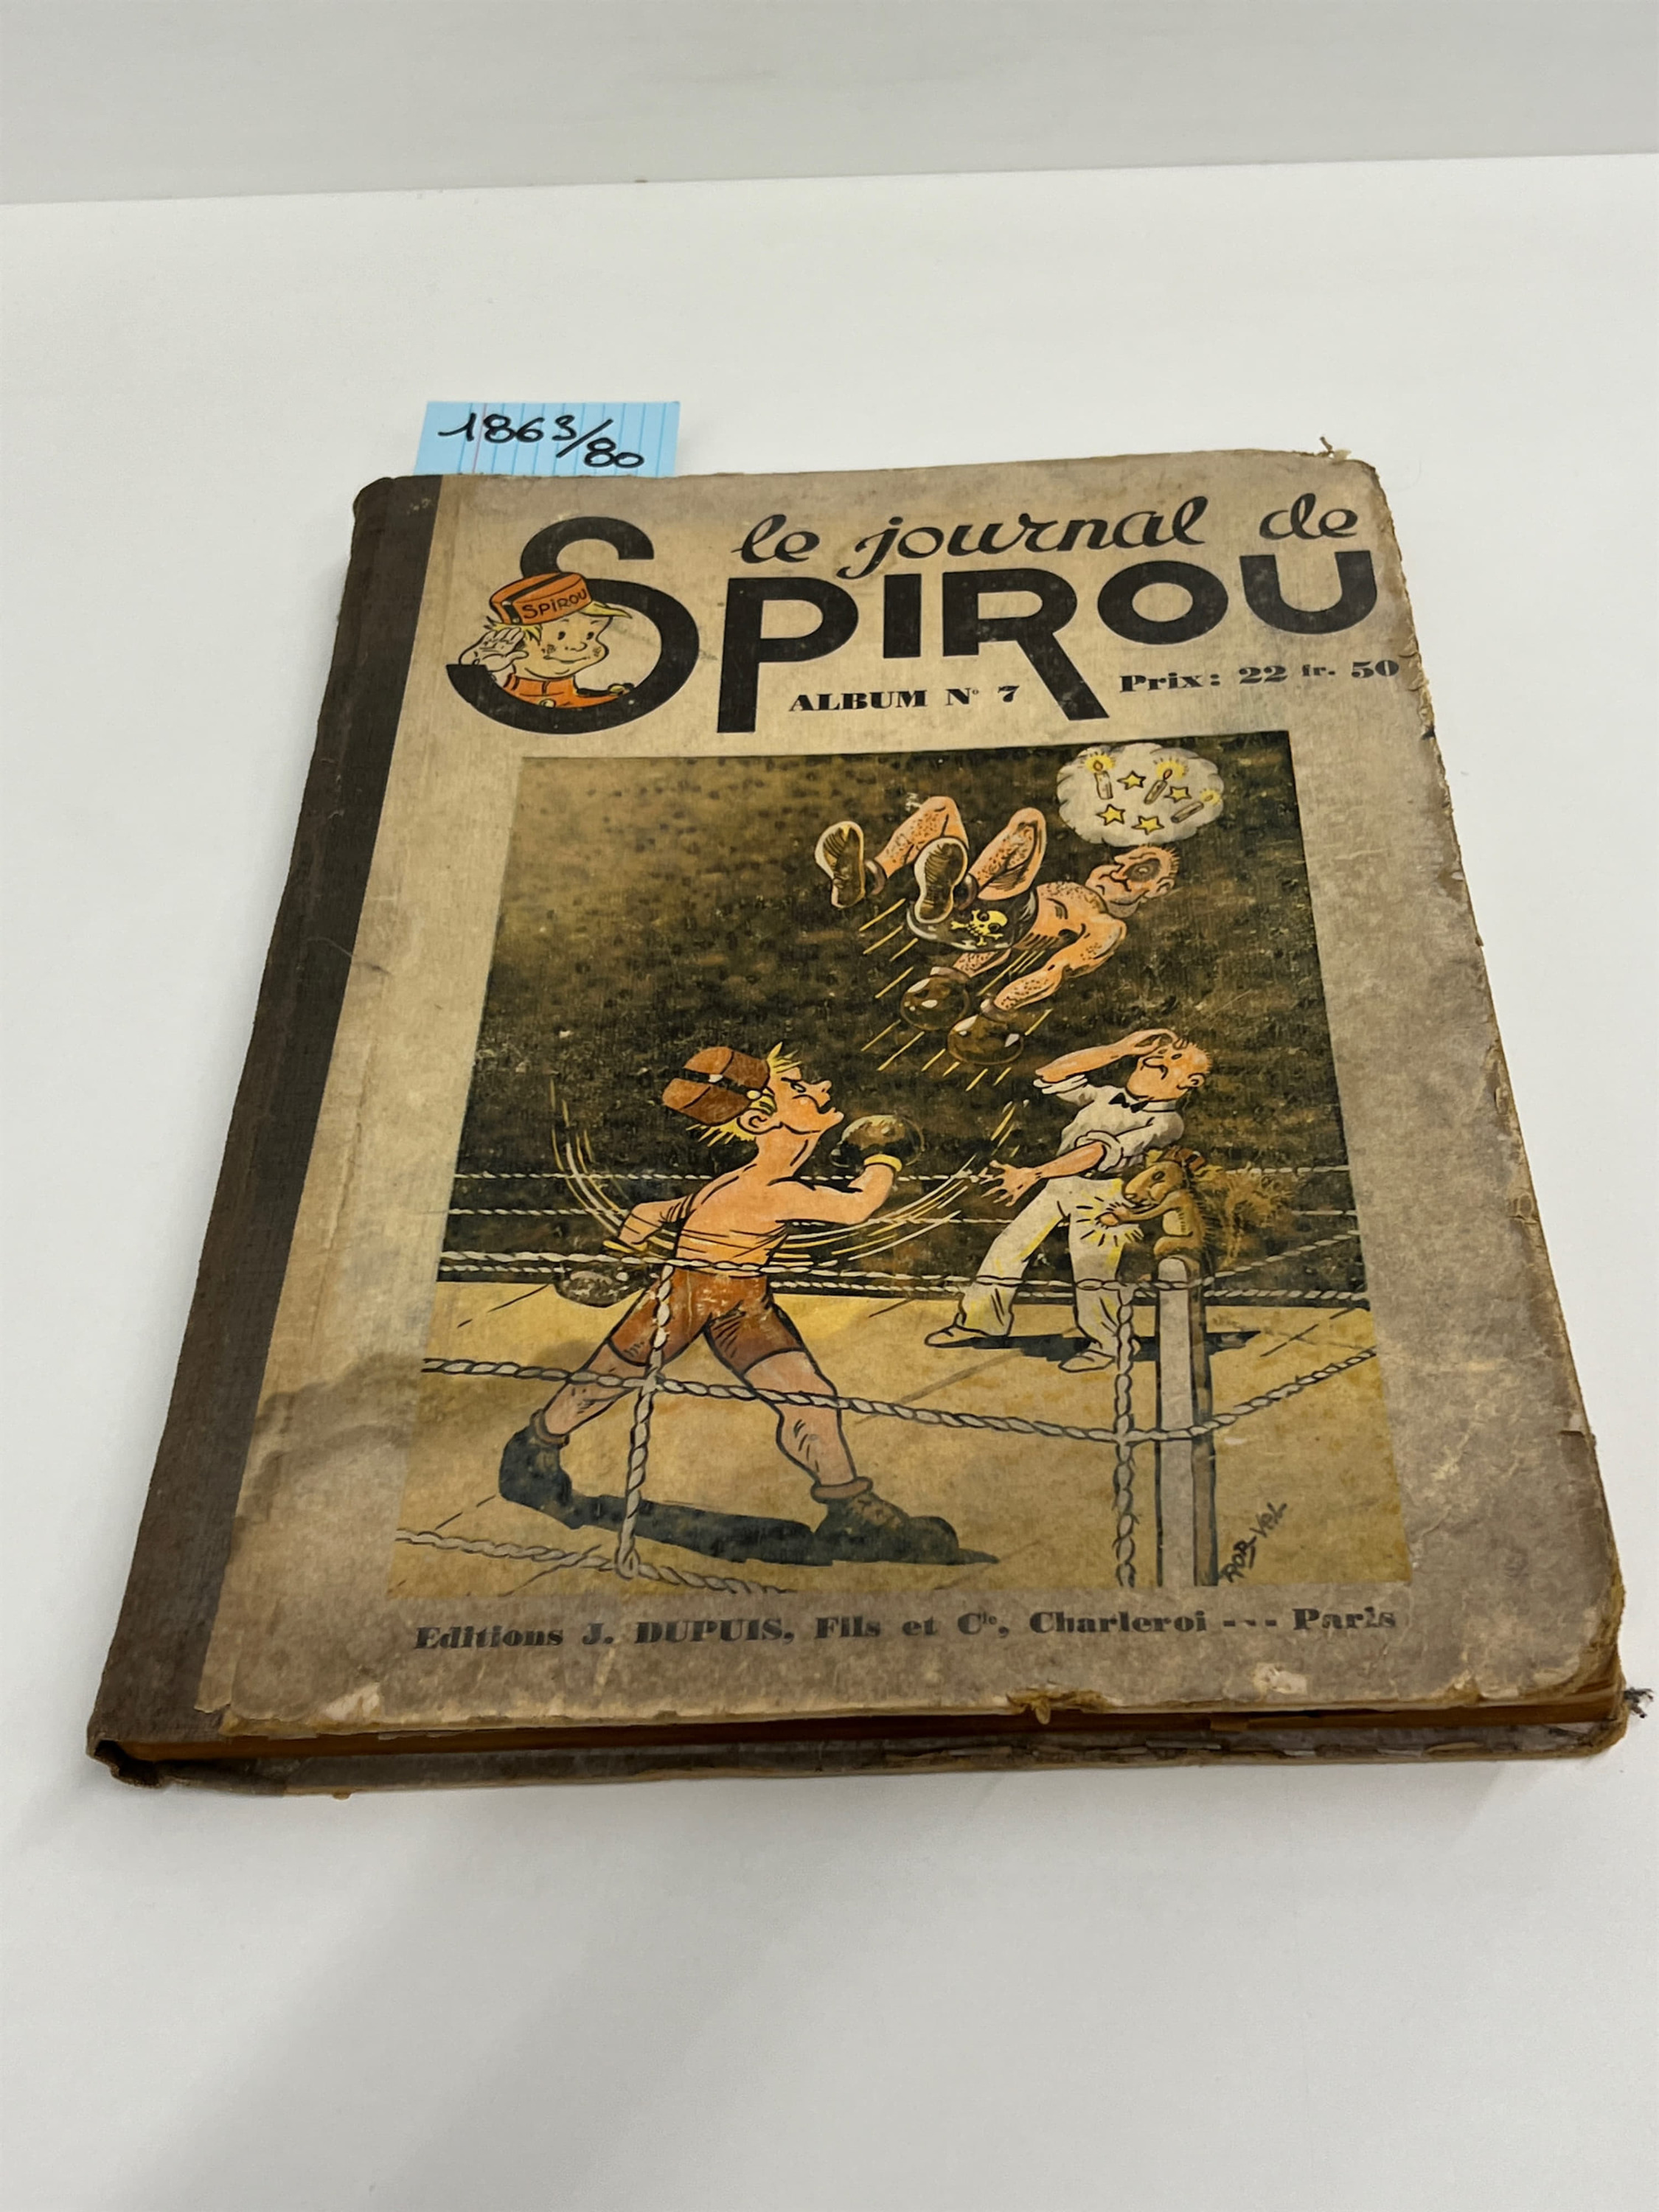 1863/80
le journal de
SPIROU
SPIROU
ALBUM N° 7
Prix: 22 fr. 50
ROB-VEL
Editions J. DUPUIS, Fils et Cie, Charleroi --- Paris